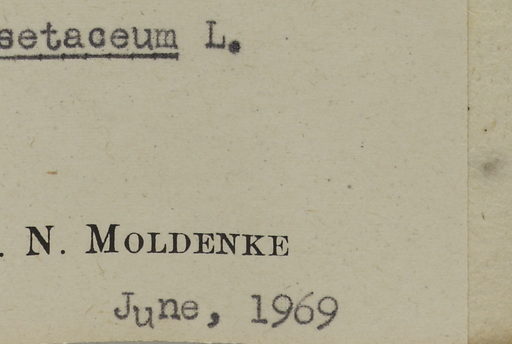 setaceum L.
. N. MOLDENKE
June, 1969